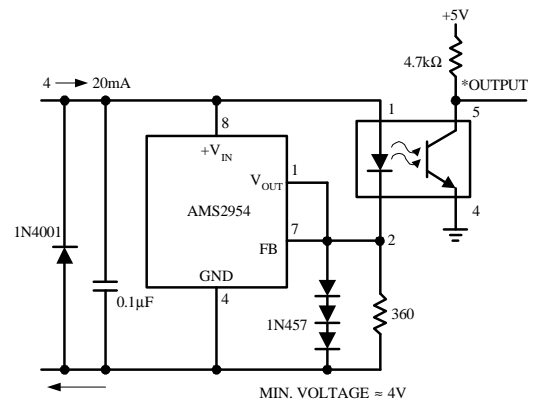 +5V
4.7kΩ
4 → 20mA
*OUTPUT
1
5
8
+VIN
VOUT
1
AMS2954
4
7
2
FB
1N4001
GND
4
0.1μF
1N457
360
MIN. VOLTAGE ≈ 4V